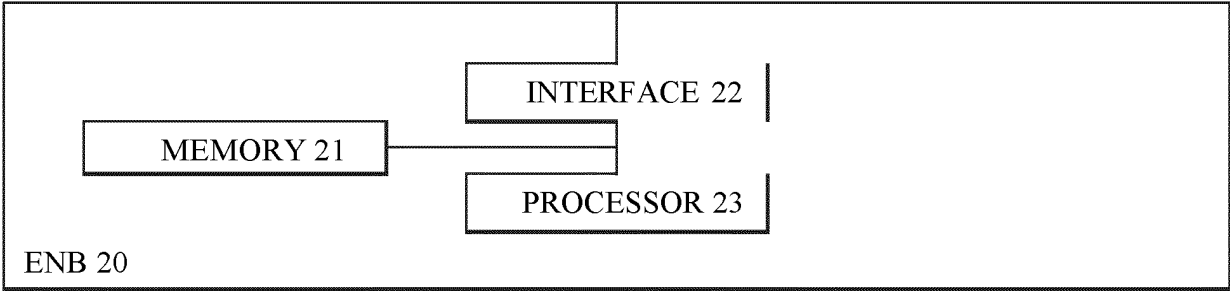 INTERFACE 22
MEMORY 21
PROCESSOR 23
ENB 20